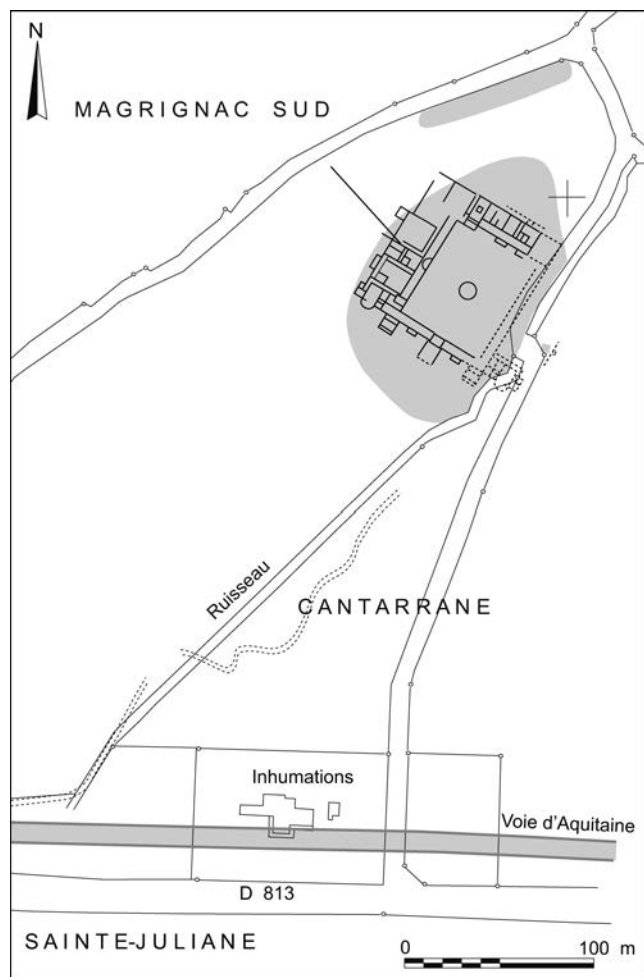 N
MAGRIGNAC SUD
Ruisseau
CANTARRANE
Inhumations
Voie d'Aquitaine
D 813
SAINTE-JULIANE
0 100 m